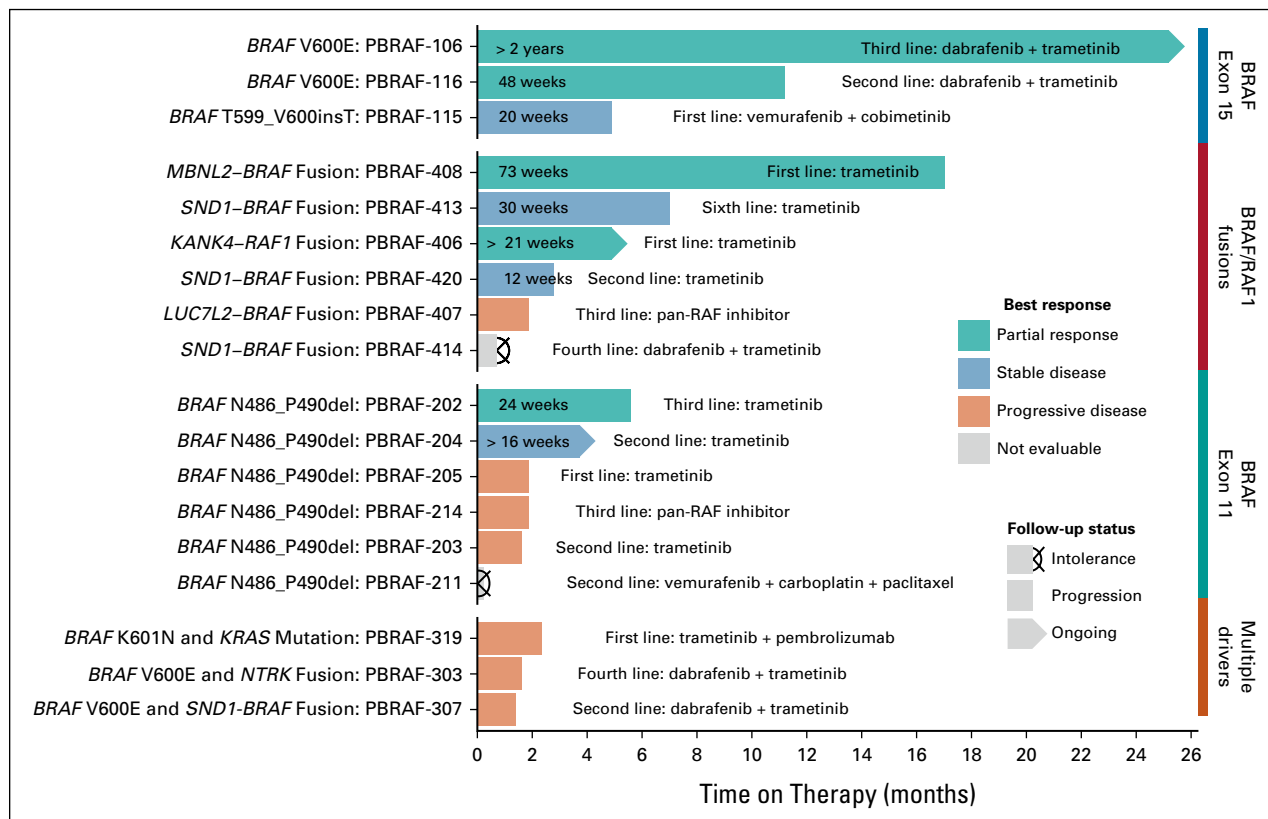 BRAF V600E: PBRAF-106 > 2 years Third line: dabrafenib + trametinib
BRAF V600E: PBRAF-116 48 weeks Second line: dabrafenib + trametinib
BRAF T599_V600insT: PBRAF-115 20 weeks First line: vemurafenib + cobimetinib
BRAF
Exon 15
MBNL2–BRAF Fusion: PBRAF-408 73 weeks First line: trametinib
SND1–BRAF Fusion: PBRAF-413 30 weeks Sixth line: trametinib
KANK4–RAF1 Fusion: PBRAF-406 > 21 weeks First line: trametinib
SND1–BRAF Fusion: PBRAF-420 12 weeks Second line: trametinib
LUC7L2–BRAF Fusion: PBRAF-407 Third line: pan-RAF inhibitor
SND1–BRAF Fusion: PBRAF-414 Fourth line: dabrafenib + trametinib
BRAF/RAF1
fusions
BRAF N486_P490del: PBRAF-202 24 weeks Third line: trametinib
BRAF N486_P490del: PBRAF-204 > 16 weeks Second line: trametinib
BRAF N486_P490del: PBRAF-205 First line: trametinib
BRAF N486_P490del: PBRAF-214 Third line: pan-RAF inhibitor
BRAF N486_P490del: PBRAF-203 Second line: trametinib
BRAF N486_P490del: PBRAF-211 Second line: vemurafenib + carboplatin + paclitaxel
BRAF
Exon 11
BRAF K601N and KRAS Mutation: PBRAF-319 First line: trametinib + pembrolizumab
BRAF V600E and NTRK Fusion: PBRAF-303 Fourth line: dabrafenib + trametinib
BRAF V600E and SND1-BRAF Fusion: PBRAF-307 Second line: dabrafenib + trametinib
Multiple
drivers
Best response
Partial response
Stable disease
Progressive disease
Not evaluable
Follow-up status
Intolerance
Progression
Ongoing
0 2 4 6 8 10 12 14 16 18 20 22 24 26
Time on Therapy (months)